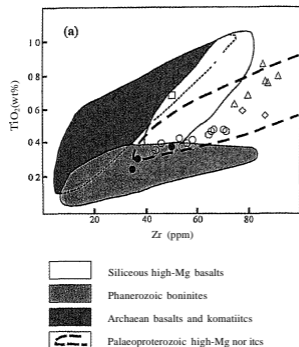 (a)
1 0
0.8
0.6
0.4
0.2
TiO2(wt%)
20 40 60 80
Zr (ppm)
Siliceous high-Mg basalts
Phanerozoic boninites
Archaean basalts and komatiitcs
Palaeoproterozoic high-Mg nor itcs